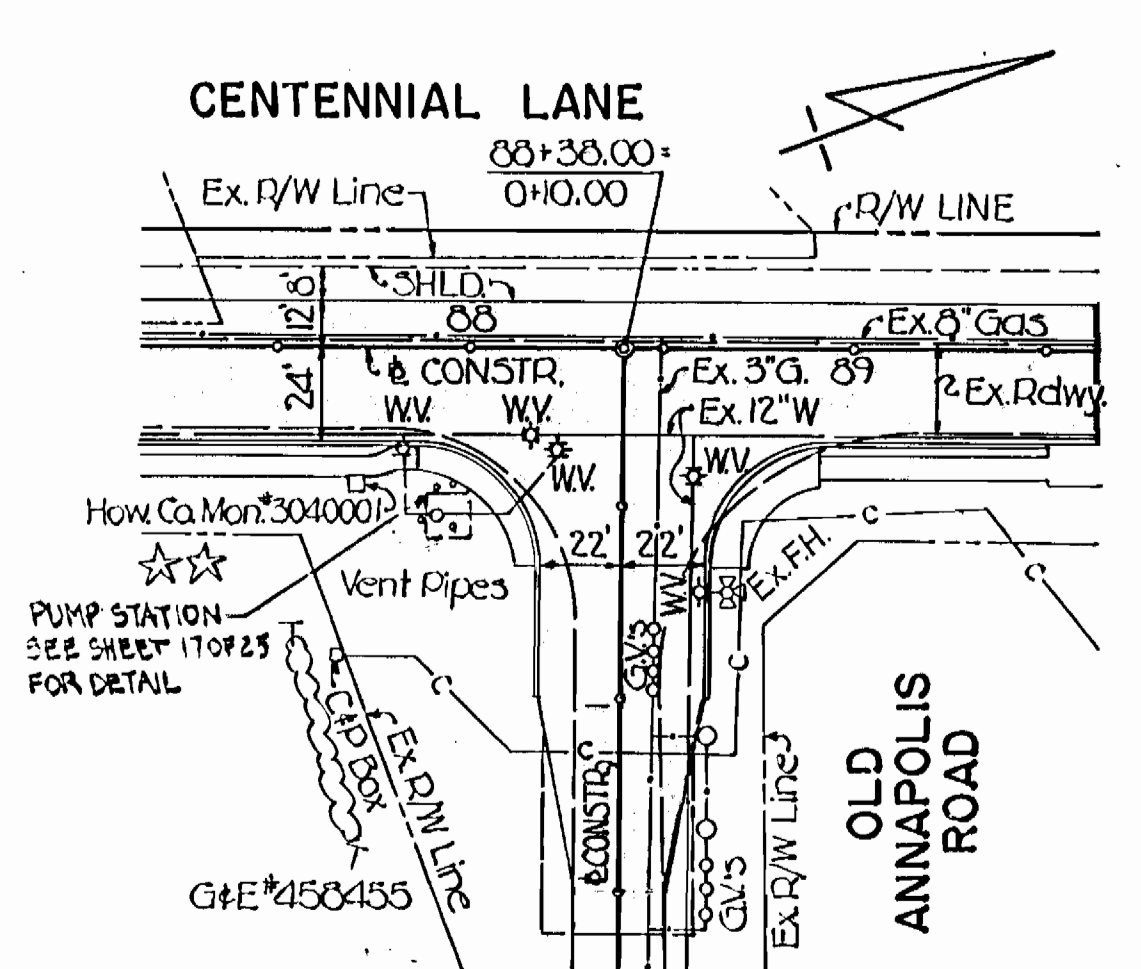 CENTENNIAL LANE
88+38.00 =
0+10.00
Ex. R/W Line
R/W LINE
8'
SHLD.
12'
88
Ex. 8" Gas
24'
℄ CONSTR.
Ex. 3"G.
89
Ex. Rdwy.
W.V.
W.V.
Ex. 12"W
W.V.
W.V.
How. Co. Mon. #3040001
22'
22'
C
Ex. F.H.
C
Vent Pipes
W.V.
PUMP STATION
SEE SHEET 17 OF 25
FOR DETAIL
G.V.'s
C
C
C&P Box
Ex R/W Line
1
C
℄ CONSTR.
Ex R/W Line
OLD
ANNAPOLIS
ROAD
G&E #458455
G.V.'s